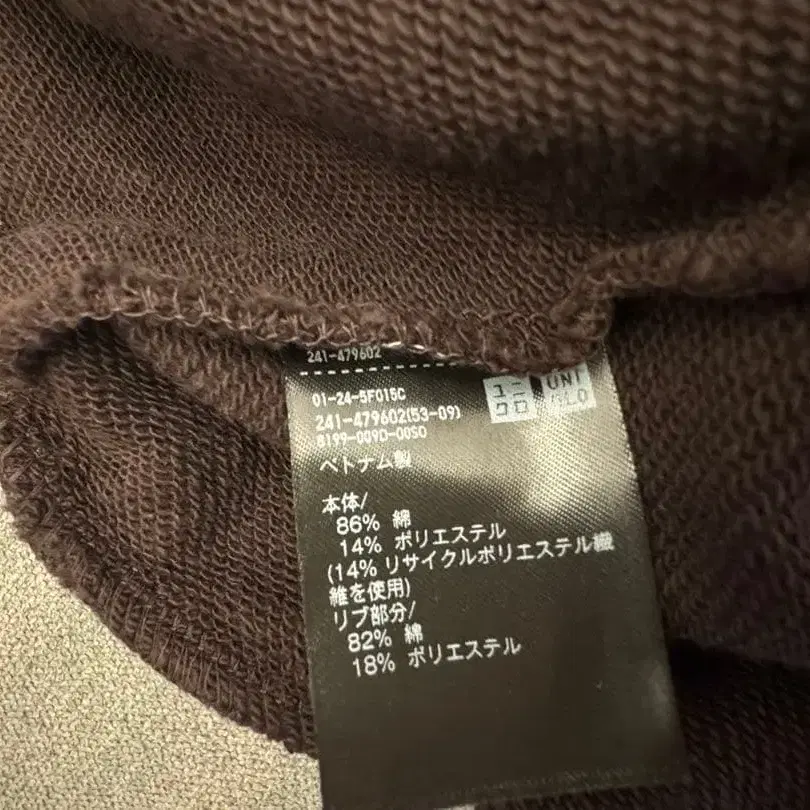 241-479602
01-24-5F015C
241-479602(53-09)
8199-009D-00SD
ユニ
クロ
UNI
QLO
ベトナム製
本体/
86% 綿
14% ポリエステル
(14% リサイクルポリエステル繊
維を使用)
リブ部分/
82% 綿
18% ポリエステル